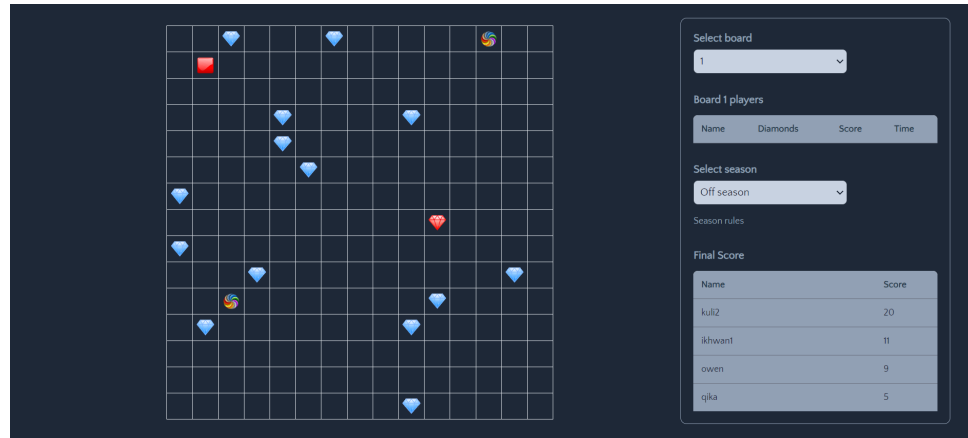 Select board
1
Board 1 players
Name Diamonds Score Time
Select season
Off season
Season rules
Final Score
Name Score
kuli2 20
ikhwan1 11
owen 9
qika 5